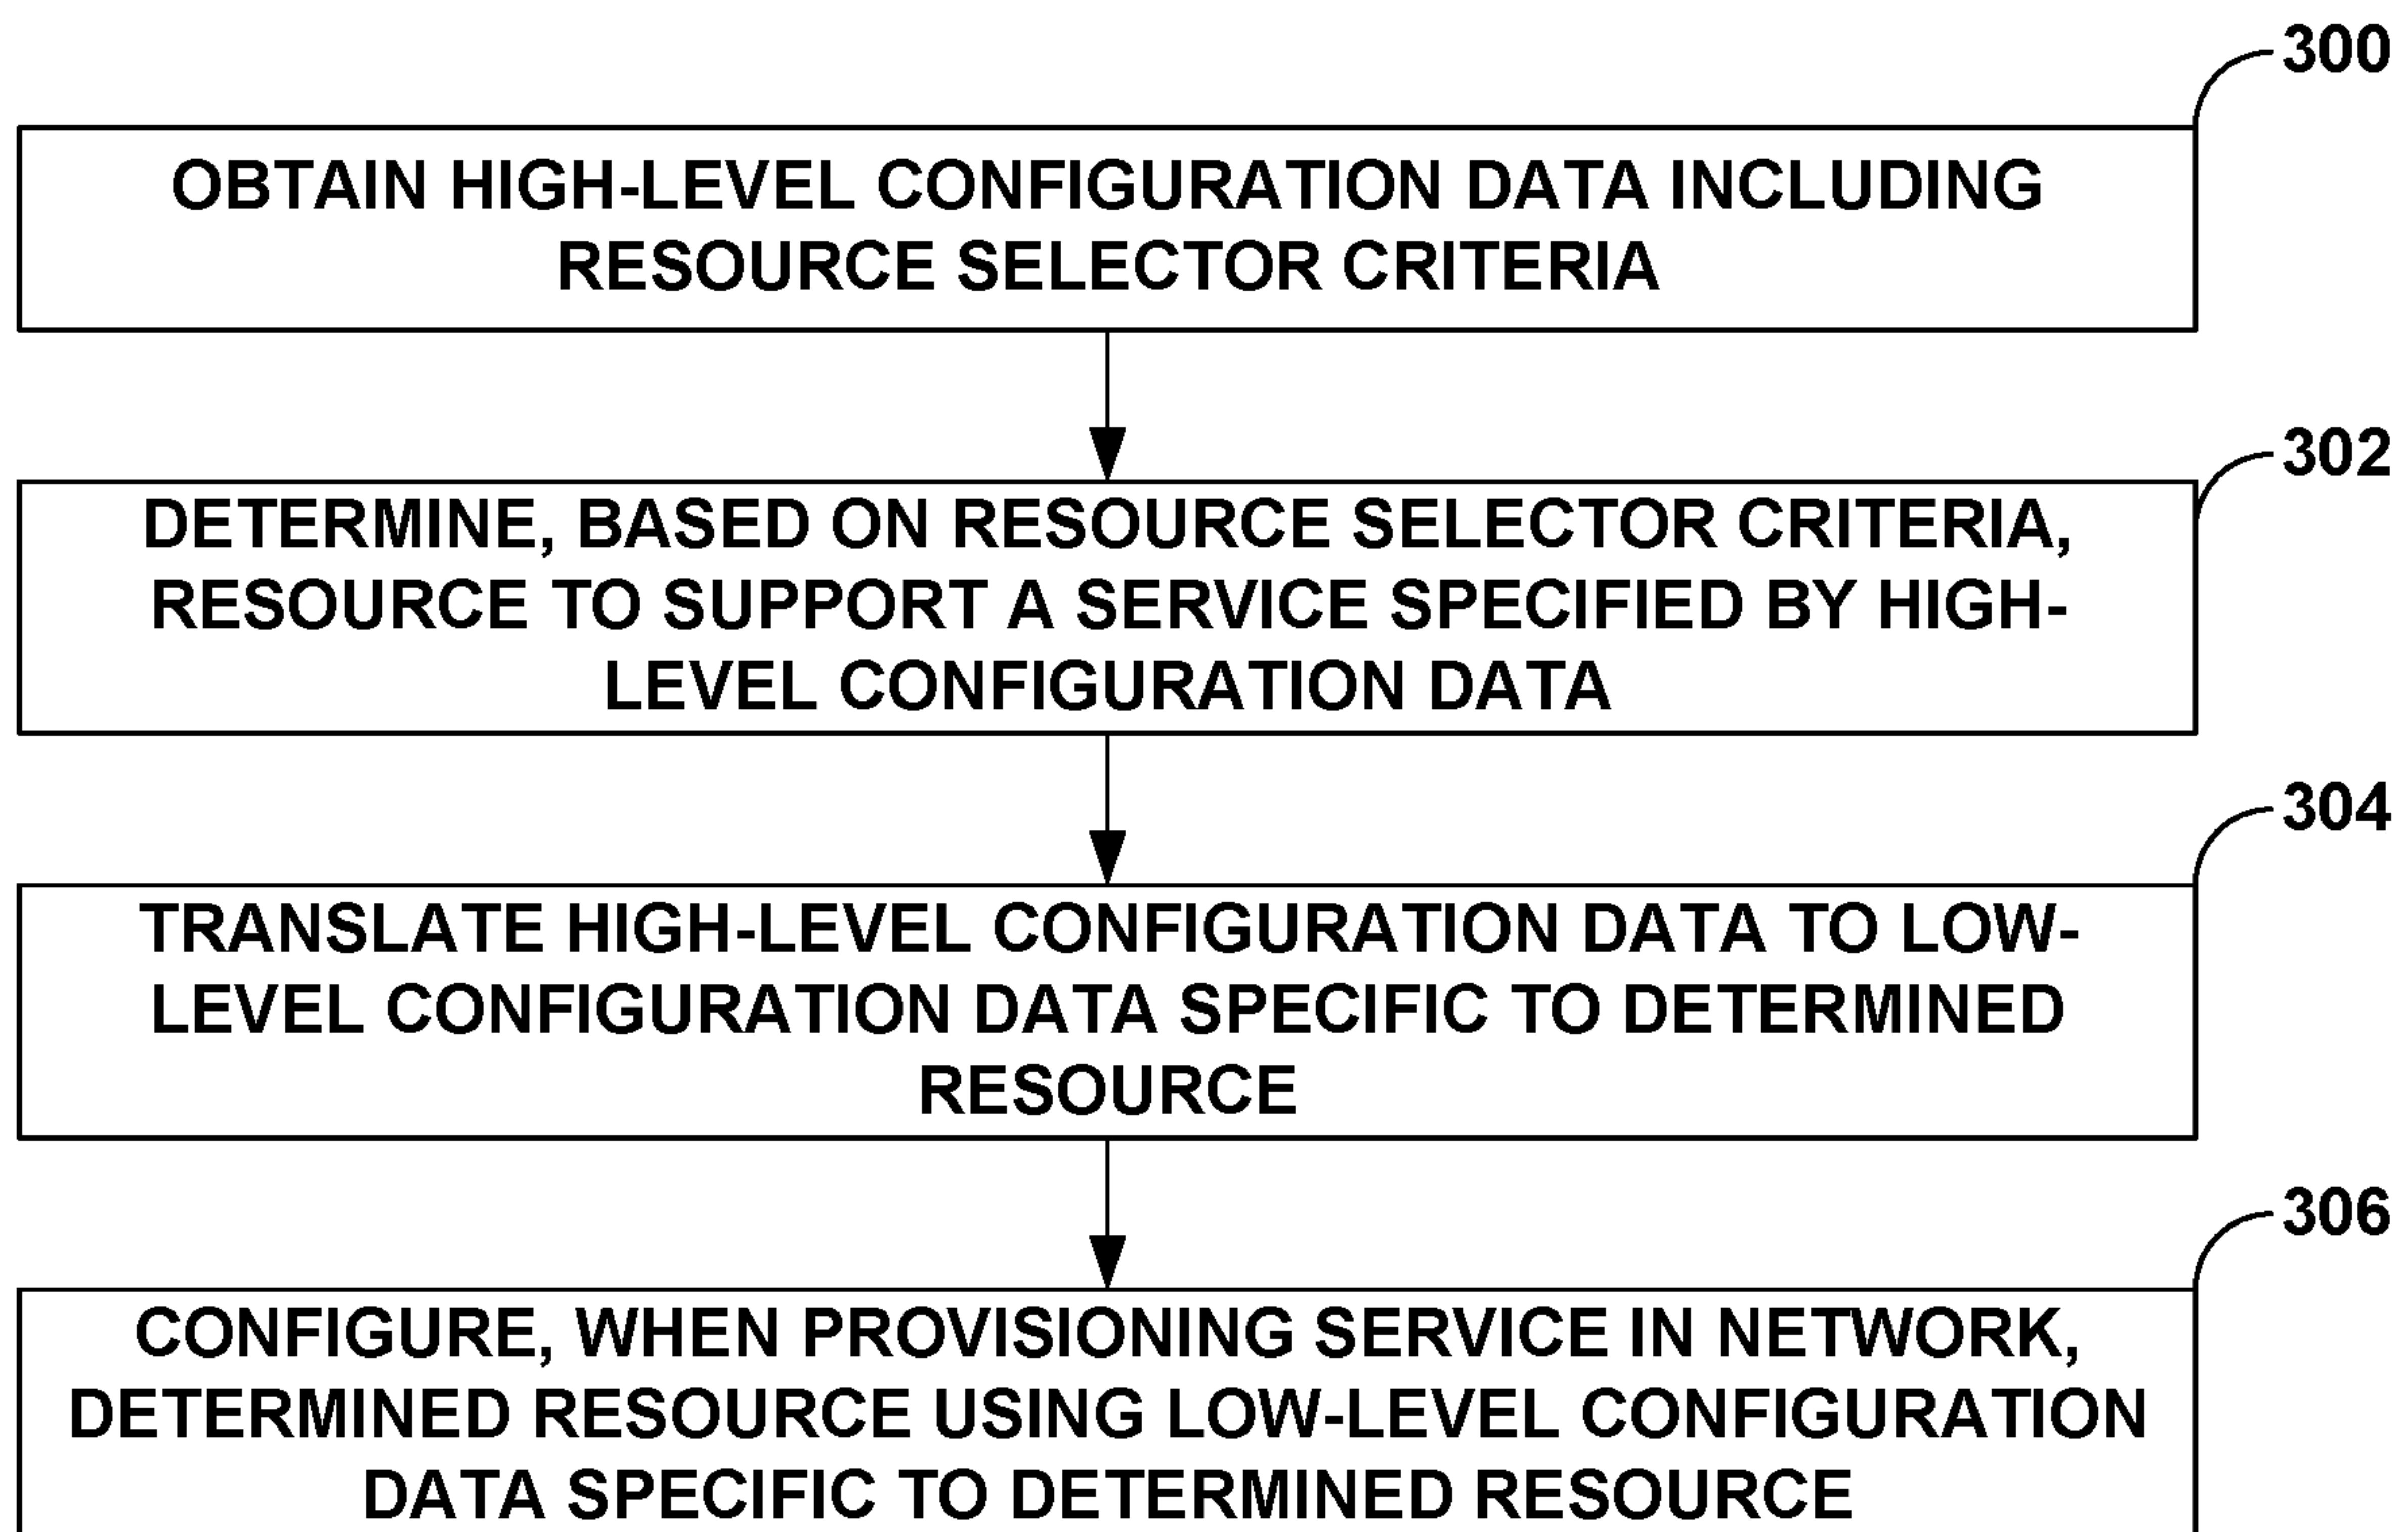 300
OBTAIN HIGH-LEVEL CONFIGURATION DATA INCLUDING
RESOURCE SELECTOR CRITERIA
302
DETERMINE, BASED ON RESOURCE SELECTOR CRITERIA,
RESOURCE TO SUPPORT A SERVICE SPECIFIED BY HIGH-
LEVEL CONFIGURATION DATA
304
TRANSLATE HIGH-LEVEL CONFIGURATION DATA TO LOW-
LEVEL CONFIGURATION DATA SPECIFIC TO DETERMINED
RESOURCE
306
CONFIGURE, WHEN PROVISIONING SERVICE IN NETWORK,
DETERMINED RESOURCE USING LOW-LEVEL CONFIGURATION
DATA SPECIFIC TO DETERMINED RESOURCE